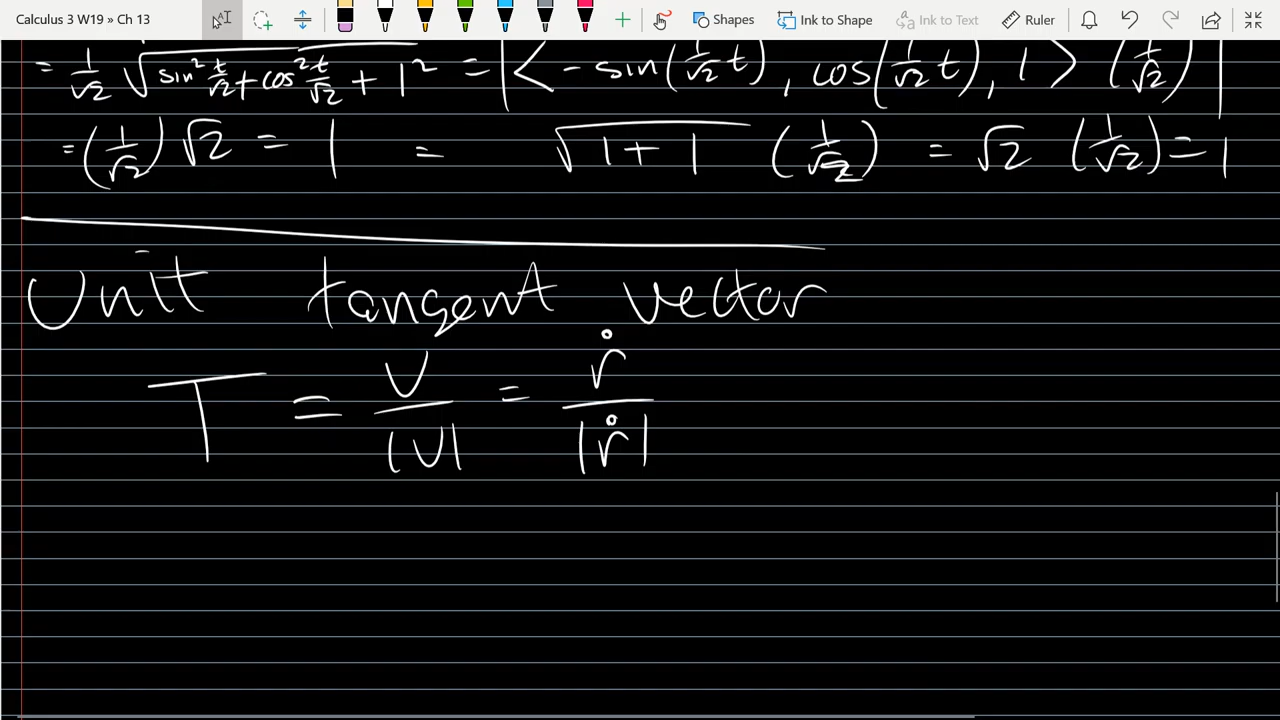 Calculus 3 W19 » Ch 13 Shapes Ink to Shape Ink to Text Ruler
= 1/√2 √(sin² t/√2 + cos² t/√2 + 1²) = |< -sin(1/√2 t), cos(1/√2 t), 1 > (1/√2)|
= (1/√2) √2 = 1 = √(1+1) (1/√2) = √2 (1/√2) = 1
Unit tangent vector
T = v/|v| = ṙ/|ṙ|